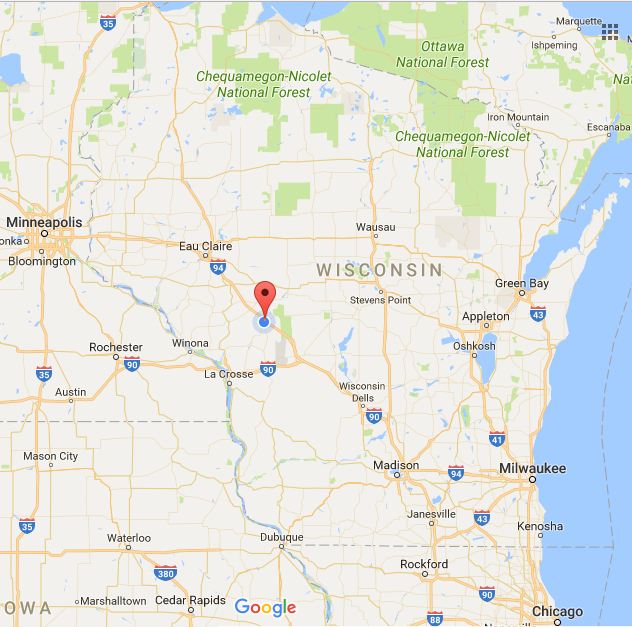 35
Marquette
Ishpeming
Ottawa
National Forest
Chequamegon-Nicolet
National Forest
Iron Mountain
Escanaba
Chequamegon-Nicolet
National Forest
Minneapolis
onka
Bloomington
Wausau
Eau Claire
94
WISCONSIN
Green Bay
Stevens Point
43
Appleton
Oshkosh
Rochester
Winona
90
35
La Crosse
90
Austin
Wisconsin
Dells
90
41
Mason City
Madison
94
Milwaukee
Janesville
43
35
Kenosha
Waterloo
Dubuque
380
Rockford
90
Marshalltown
Cedar Rapids
Google
OWA
88
Chicago